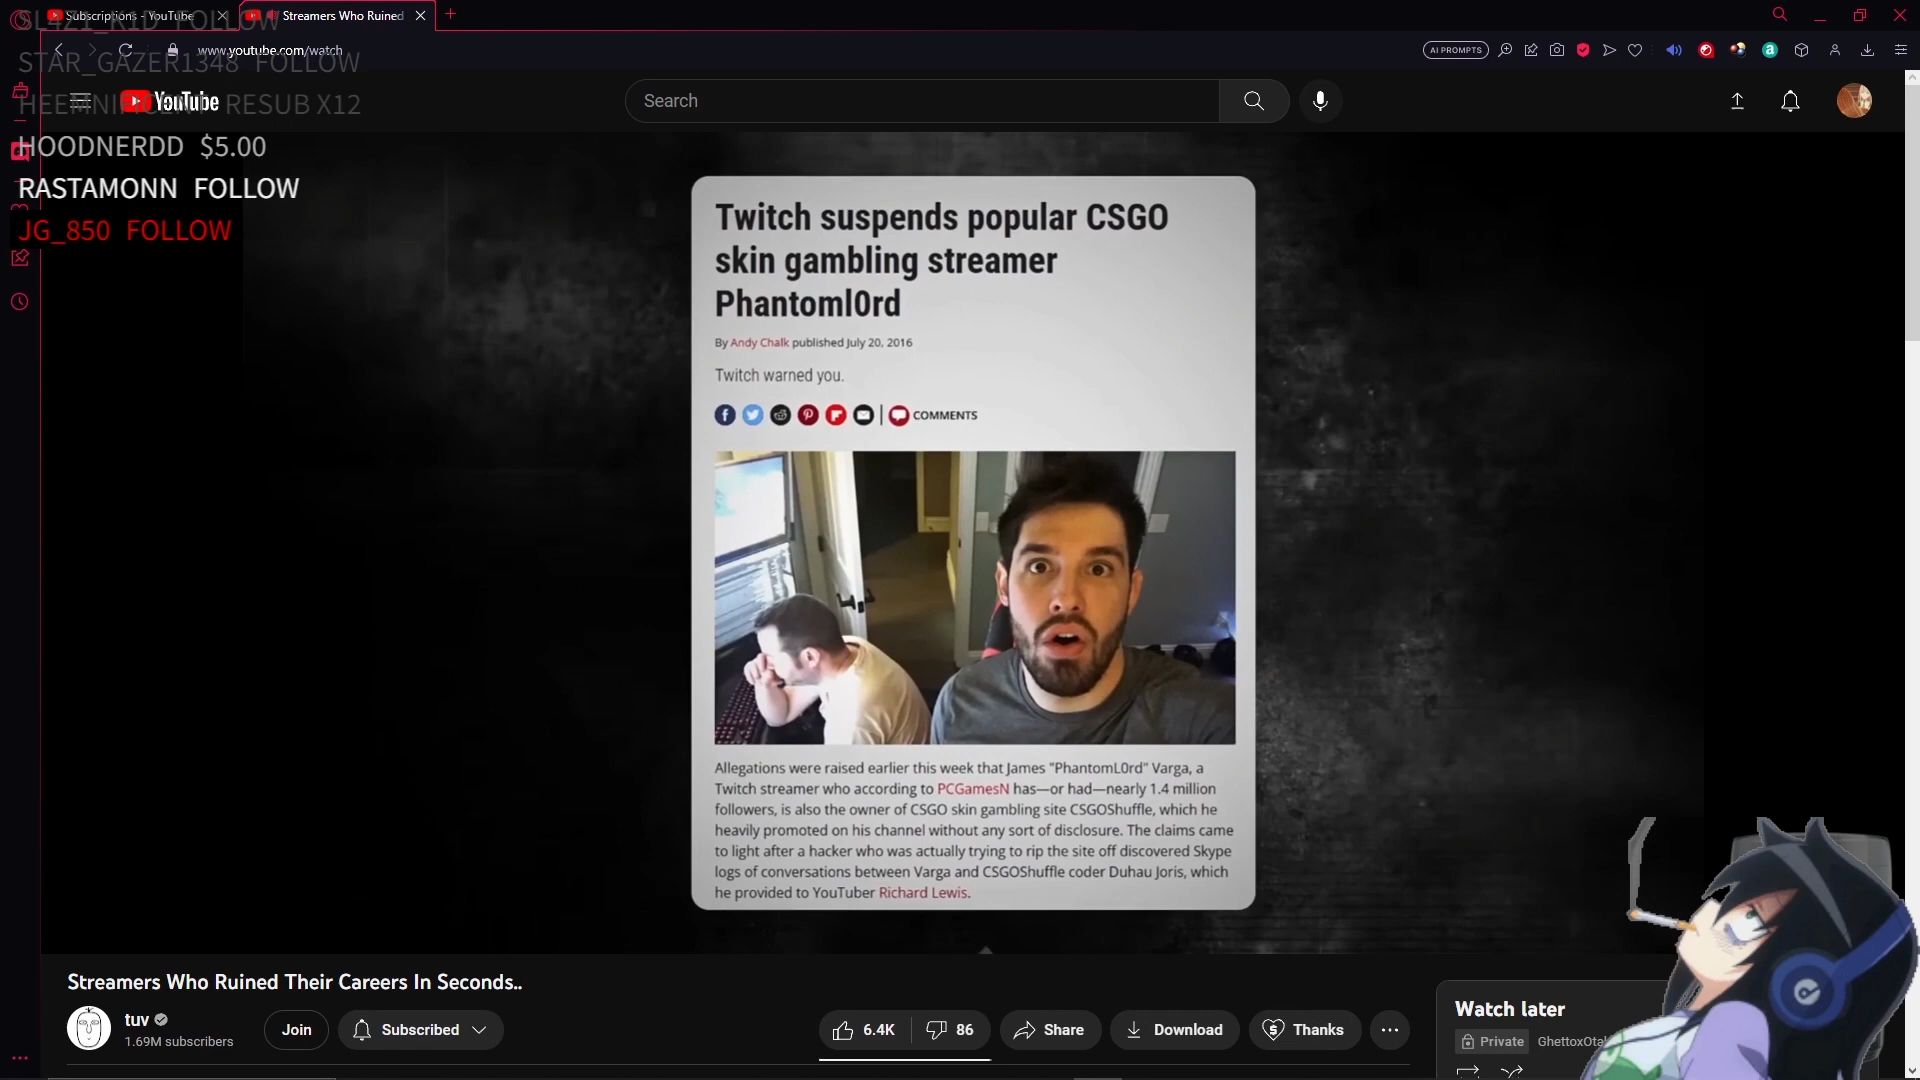 Subscriptions - YouTube
Streamers Who Ruined
SL4Z1_K1D FOLLOW
www.youtube.com/watch
AI PROMPTS
STAR_GAZER1348 FOLLOW
YouTube
Search
HEEMNIFICENT RESUB X12
HOODNERDD $5.00
RASTAMONN FOLLOW
JG_850 FOLLOW
Twitch suspends popular CSGO
skin gambling streamer
Phantoml0rd
By Andy Chalk published July 20, 2016
Twitch warned you.
COMMENTS
Allegations were raised earlier this week that James "PhantomL0rd" Varga, a
Twitch streamer who according to PCGamesN has—or had—nearly 1.4 million
followers, is also the owner of CSGO skin gambling site CSGOShuffle, which he
heavily promoted on his channel without any sort of disclosure. The claims came
to light after a hacker who was actually trying to rip the site off discovered Skype
logs of conversations between Varga and CSGOShuffle coder Duhau Joris, which
he provided to YouTuber Richard Lewis.
Streamers Who Ruined Their Careers In Seconds..
tuv
1.69M subscribers
Join
Subscribed
6.4K
86
Share
Download
Thanks
Watch later
Private